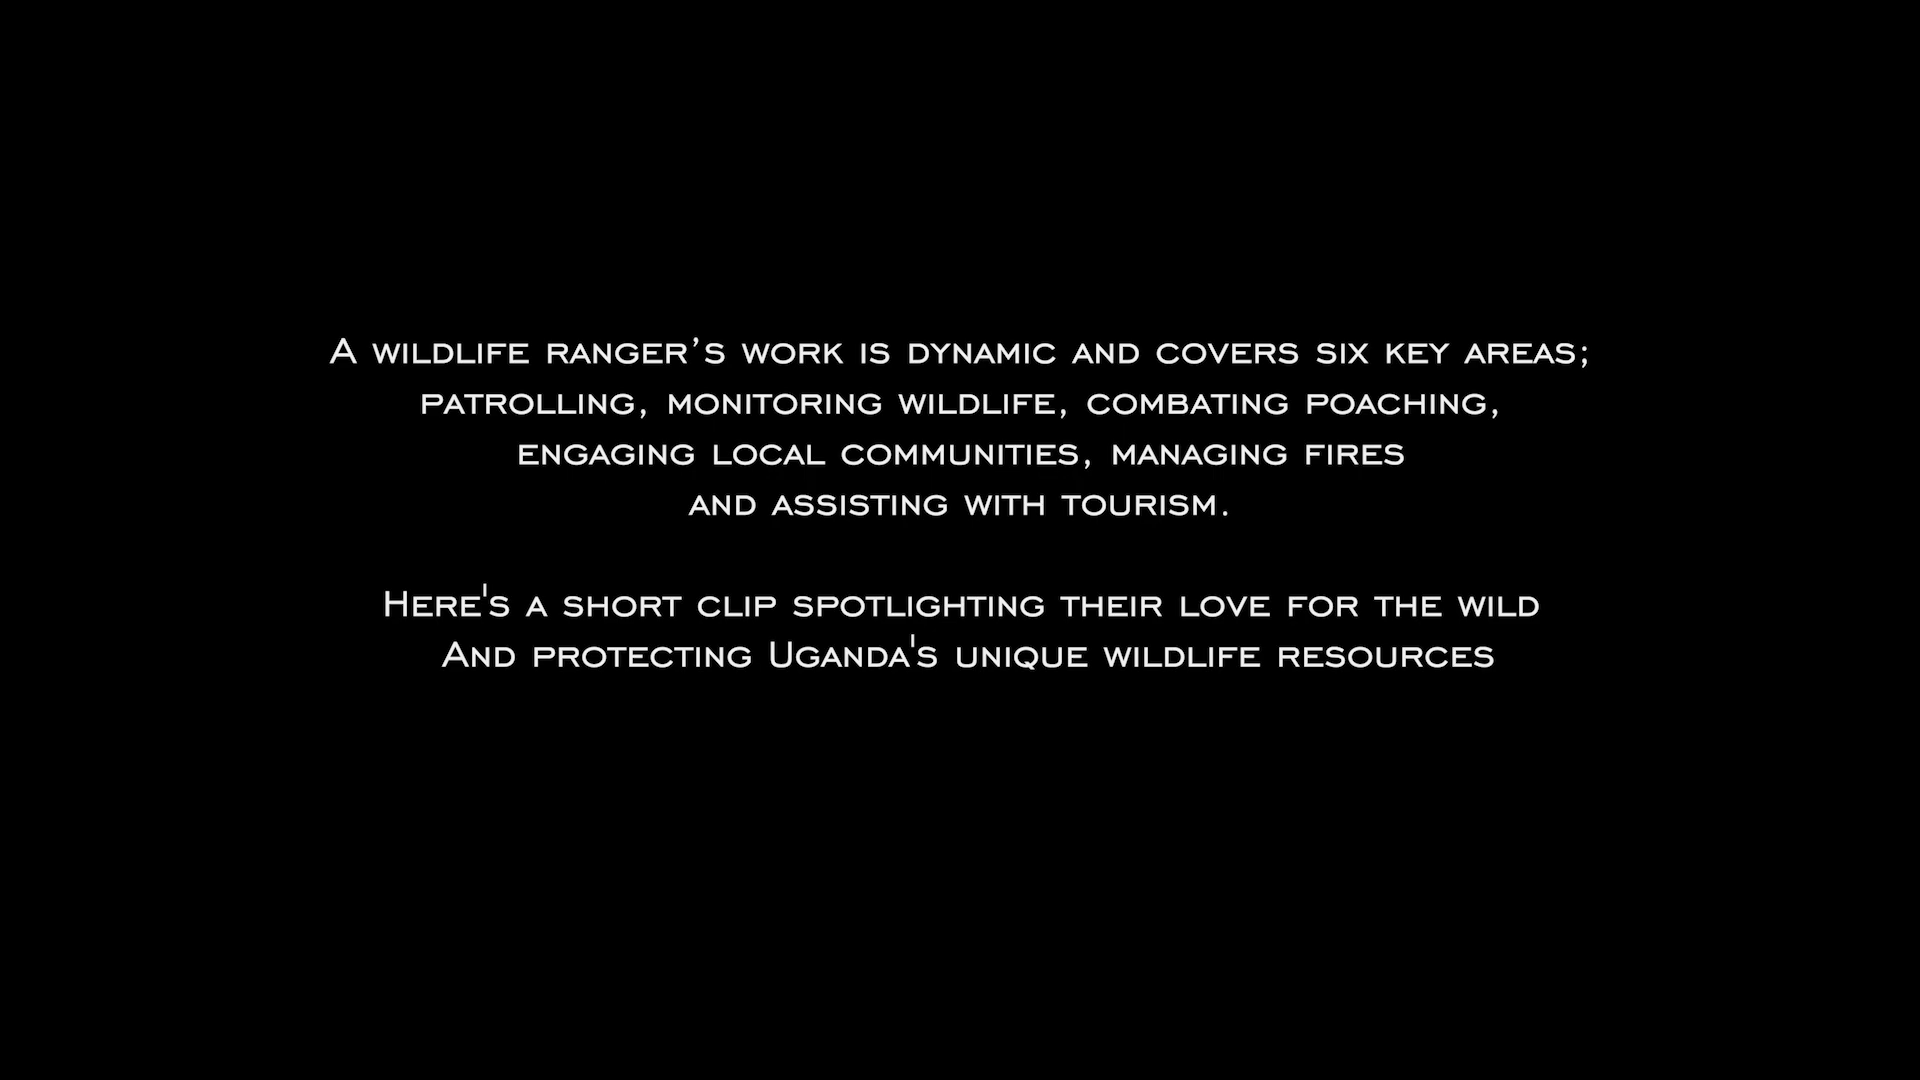 A WILDLIFE RANGER’S WORK IS DYNAMIC AND COVERS SIX KEY AREAS;
PATROLLING, MONITORING WILDLIFE, COMBATING POACHING,
ENGAGING LOCAL COMMUNITIES, MANAGING FIRES
AND ASSISTING WITH TOURISM.
HERE'S A SHORT CLIP SPOTLIGHTING THEIR LOVE FOR THE WILD
AND PROTECTING UGANDA'S UNIQUE WILDLIFE RESOURCES